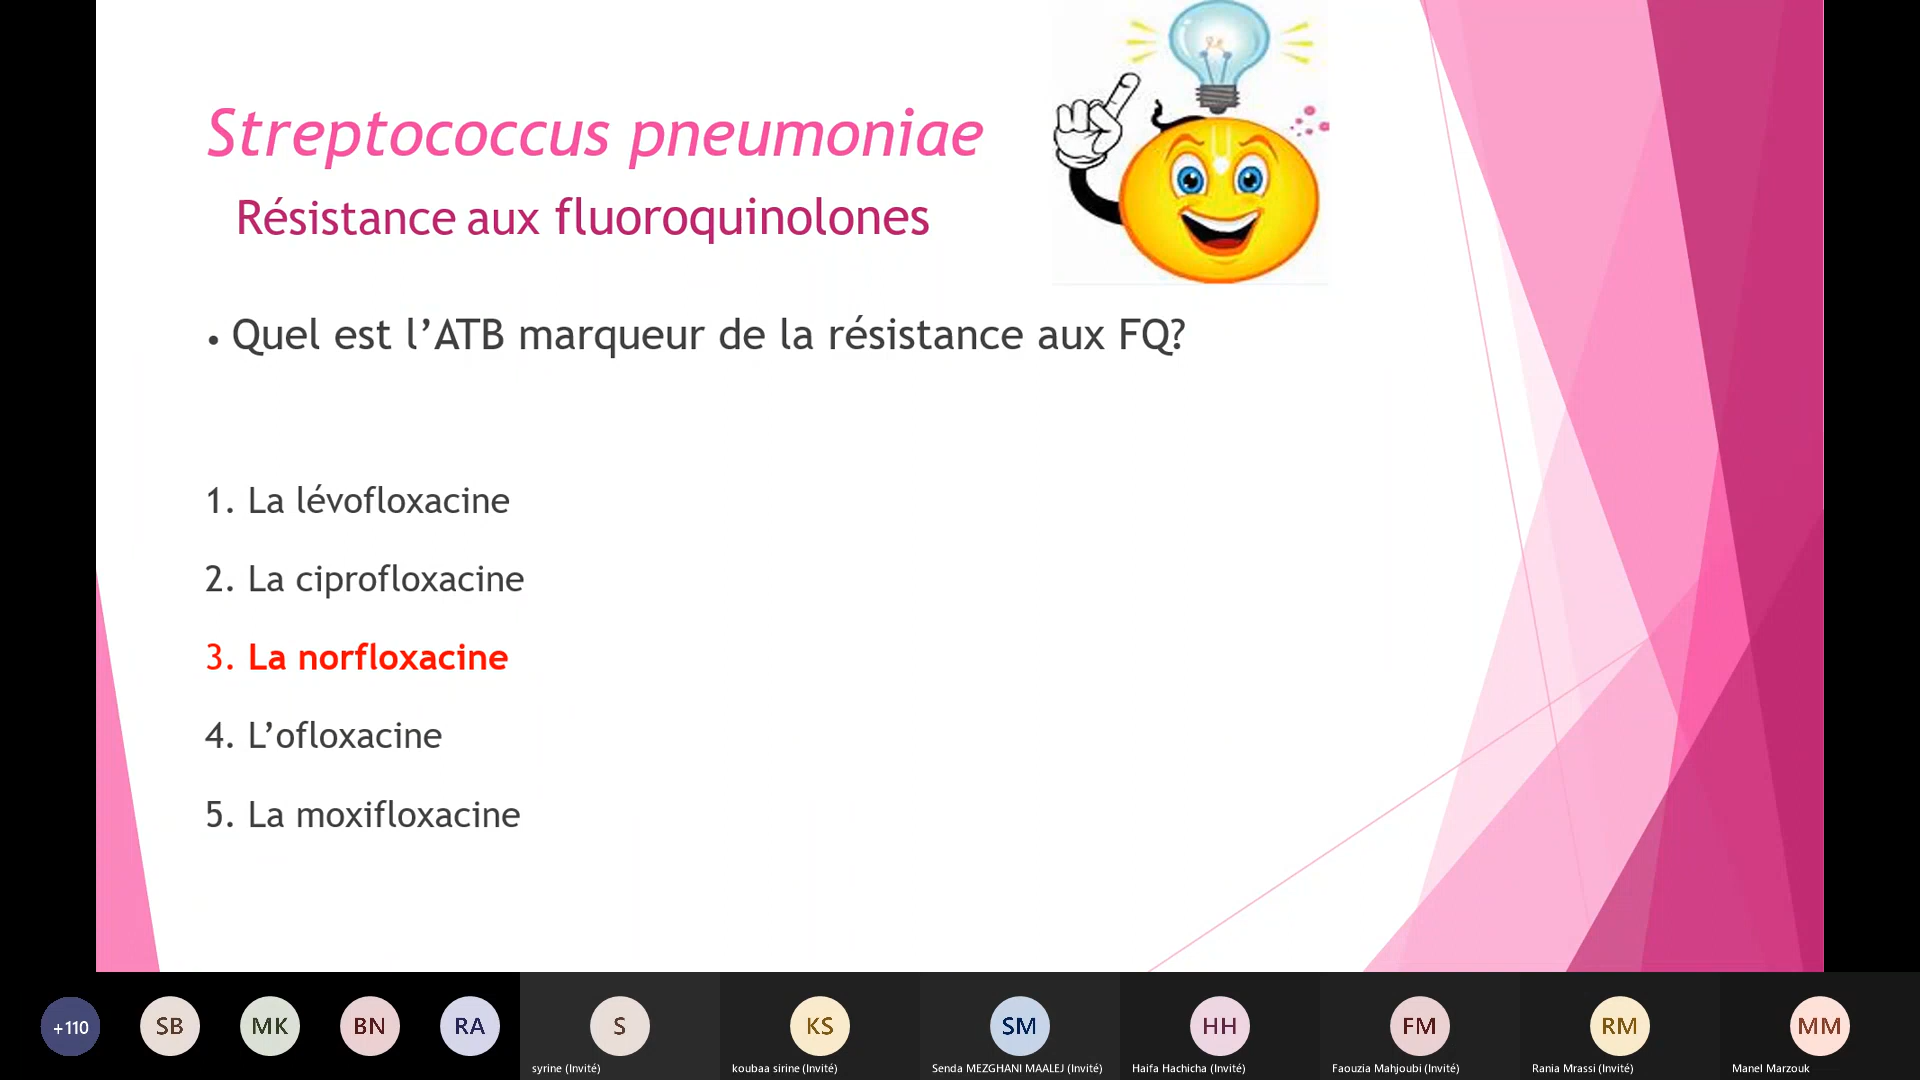 Streptococcus pneumoniae
Résistance aux fluoroquinolones
• Quel est l’ATB marqueur de la résistance aux FQ?
1. La lévofloxacine
2. La ciprofloxacine
3. La norfloxacine
4. L’ofloxacine
5. La moxifloxacine
+110 SB MK BN RA S KS SM HH FM RM MM
syrine (Invité) koubaa sirine (Invité) Senda MEZGHANI MAALEJ (Invité) Haifa Hachicha (Invité) Faouzia Mahjoubi (Invité) Rania Mrassi (Invité) Manel Marzouk